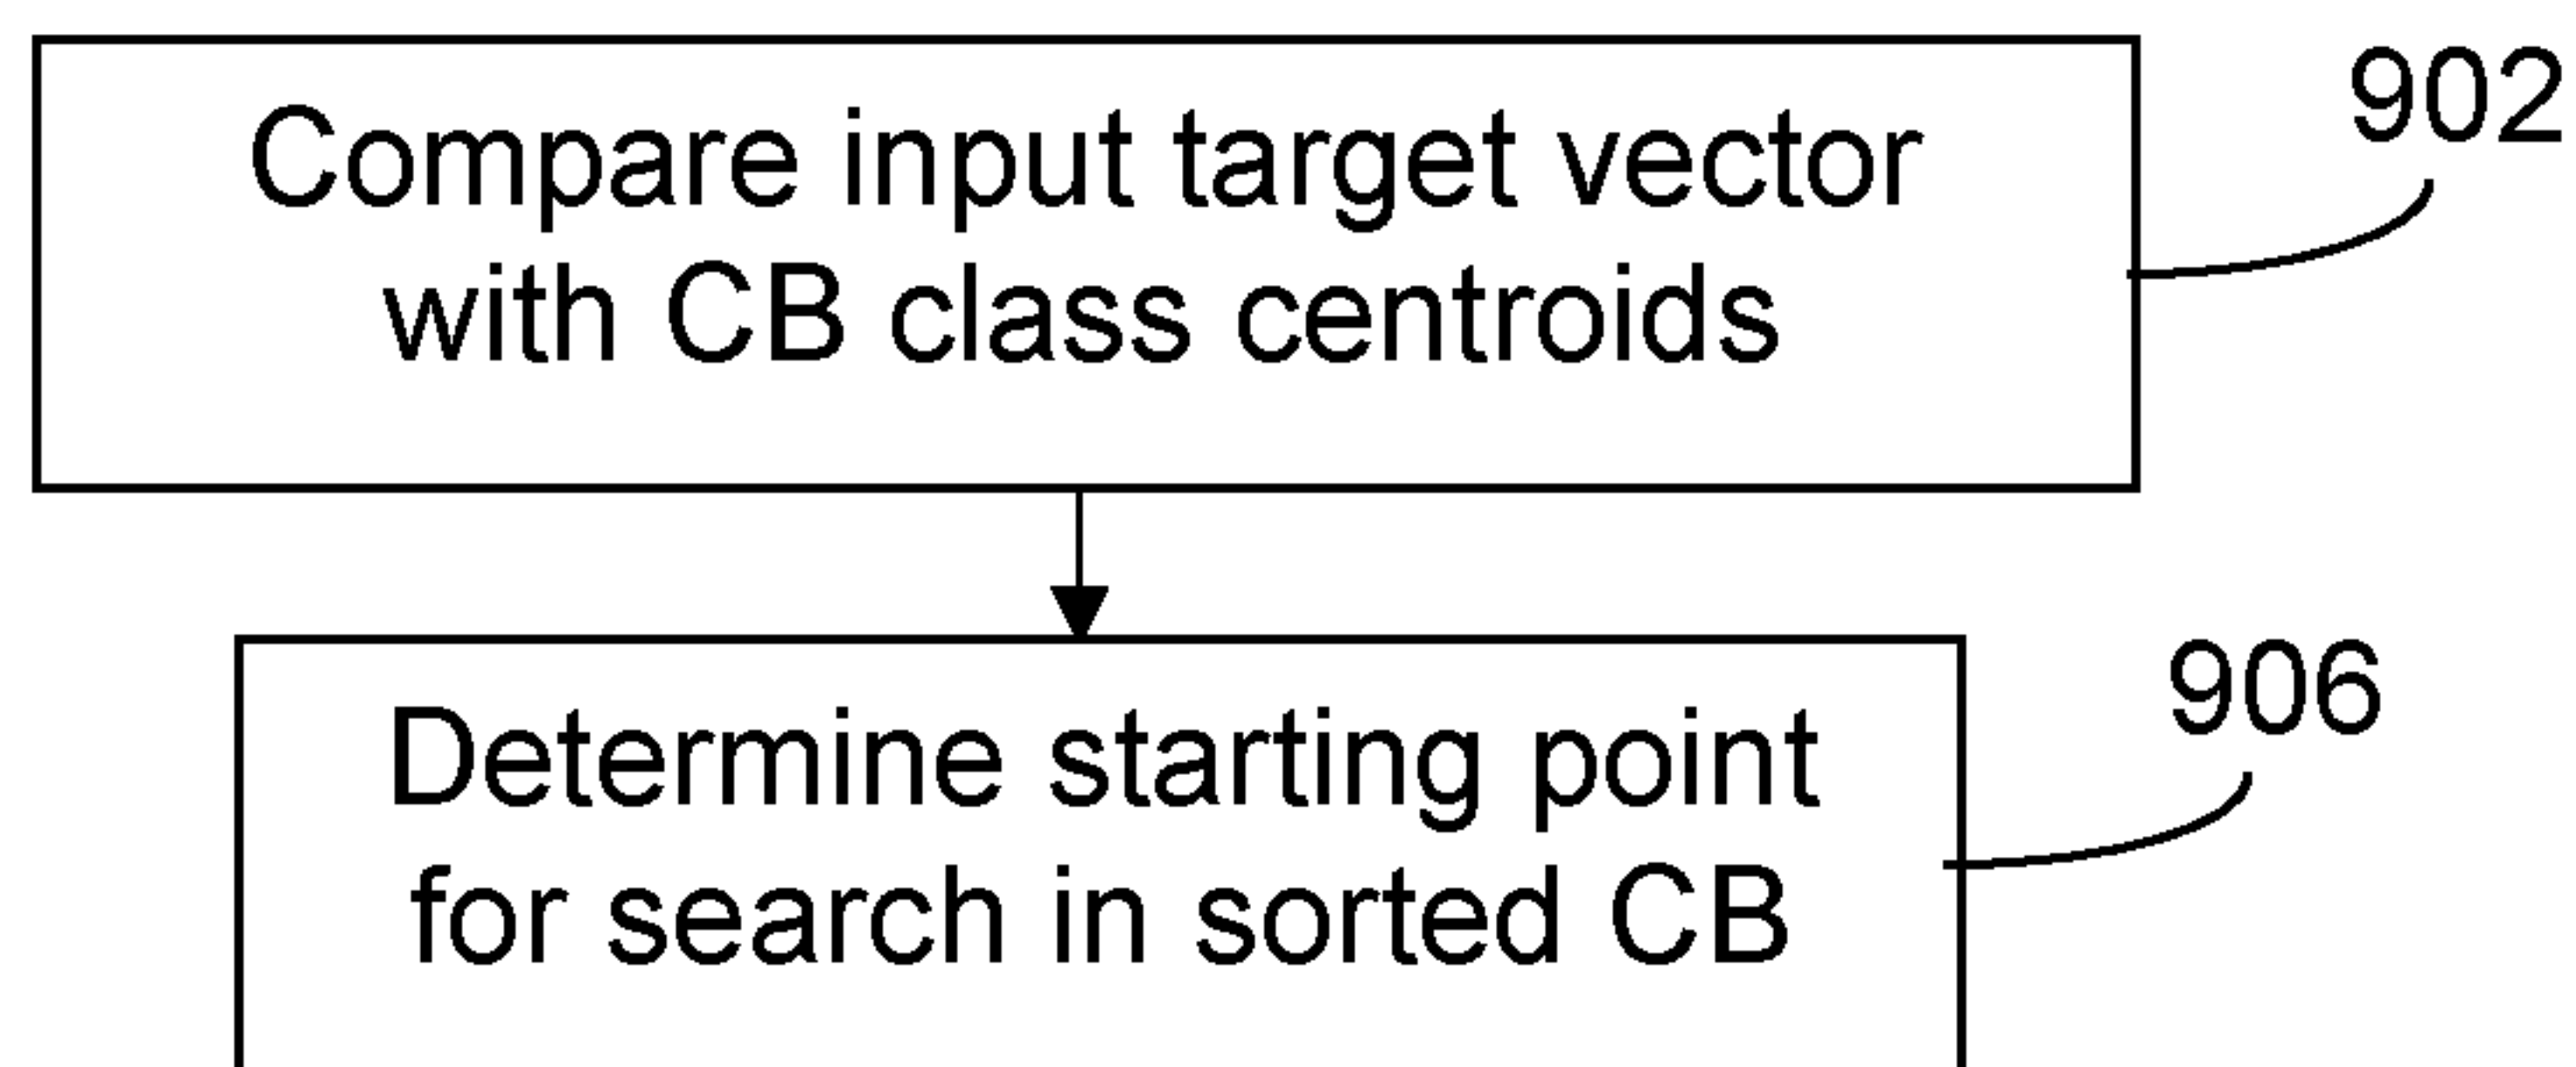 Compare input target vector
with CB class centroids
902
Determine starting point
for search in sorted CB
906